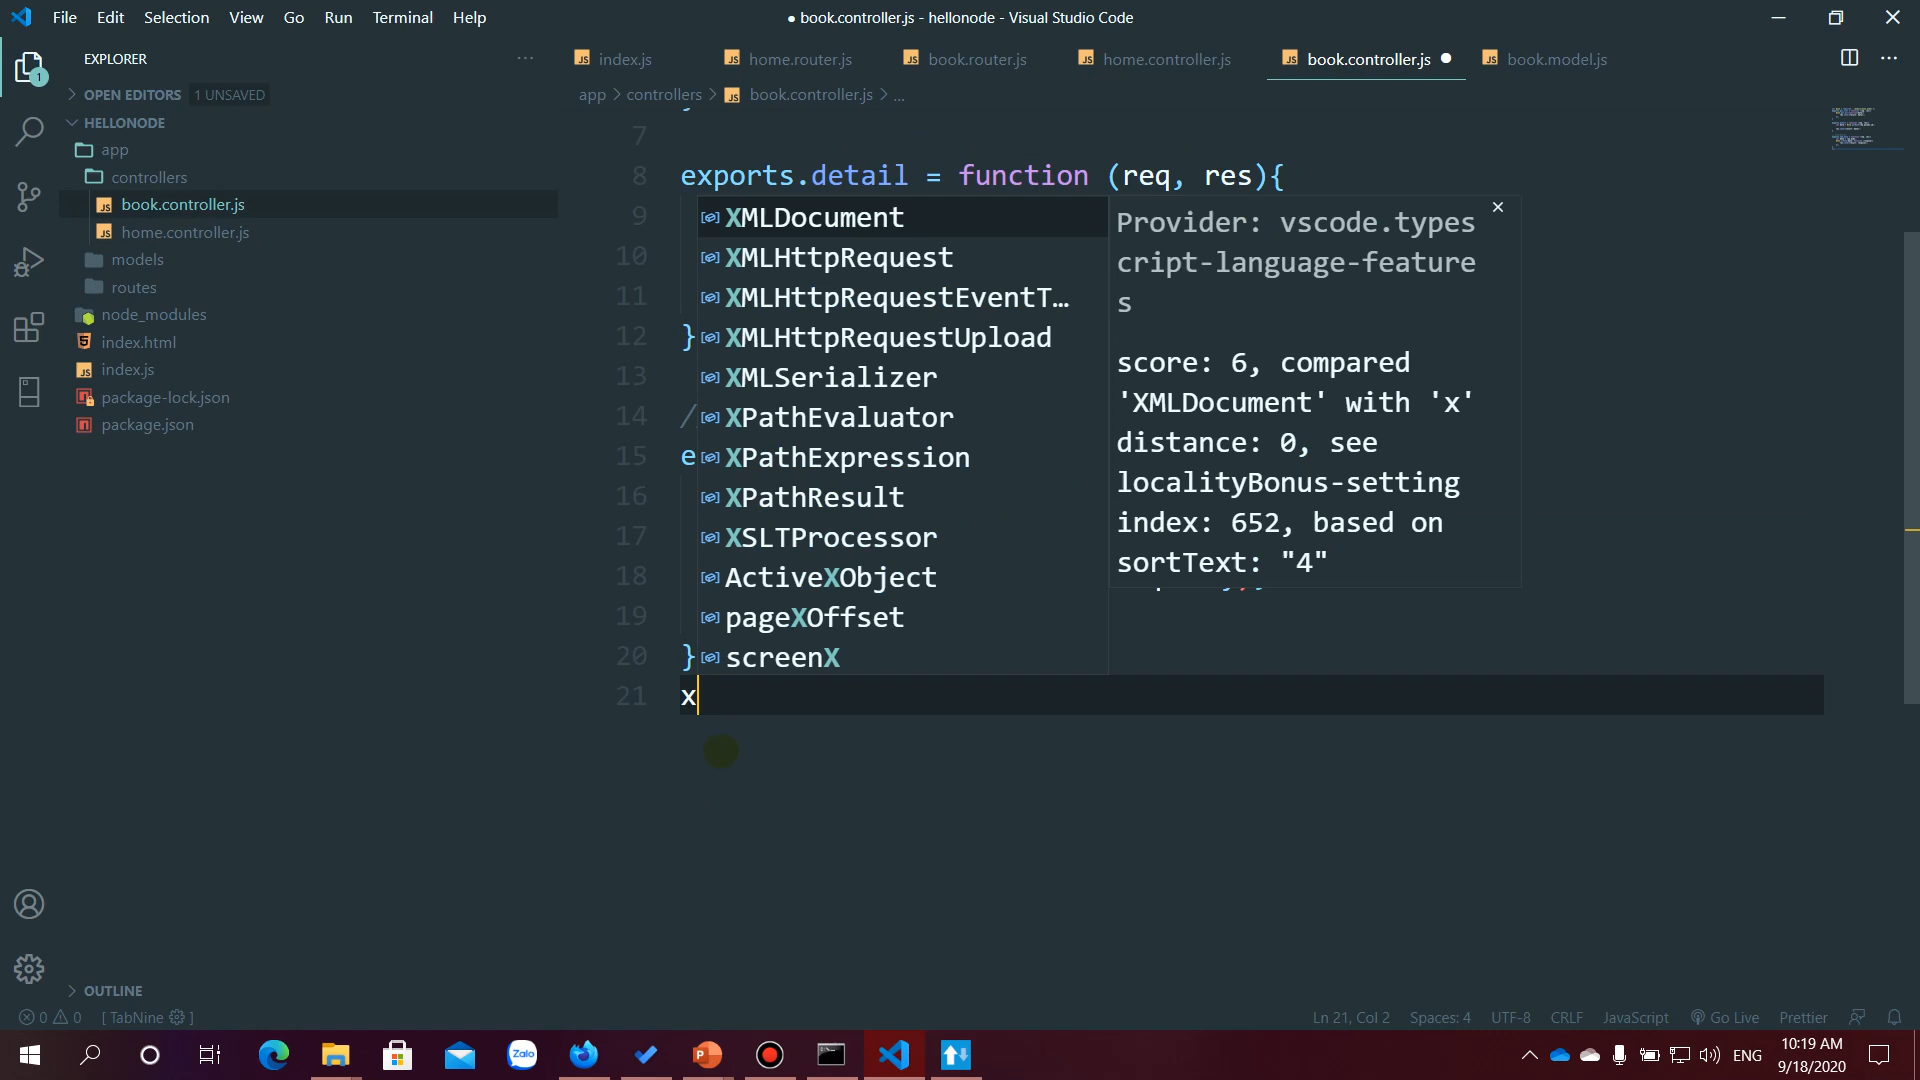 File Edit Selection View Go Run Terminal Help
● book.controller.js - hellonode - Visual Studio Code
EXPLORER
1
OPEN EDITORS 1 UNSAVED
HELLONODE
app
controllers
book.controller.js
home.controller.js
models
routes
node_modules
index.html
index.js
package-lock.json
package.json
OUTLINE
index.js home.router.js book.router.js home.controller.js book.controller.js book.model.js
app > controllers > book.controller.js > ...
7
8 exports.detail = function (req, res){
9
10
11
12 }
13
14 /
15 e
16
17
18
19
20 }
21 x
XMLDocument
XMLHttpRequest
XMLHttpRequestEventT…
XMLHttpRequestUpload
XMLSerializer
XPathEvaluator
XPathExpression
XPathResult
XSLTProcessor
ActiveXObject
pageXOffset
screenX
Provider: vscode.types
cript-language-feature
s
score: 6, compared
'XMLDocument' with 'x'
distance: 0, see
localityBonus-setting
index: 652, based on
sortText: "4"
0 0 [ TabNine ]
Ln 21, Col 2 Spaces: 4 UTF-8 CRLF JavaScript Go Live Prettier
Zalo
ENG
10:19 AM
9/18/2020